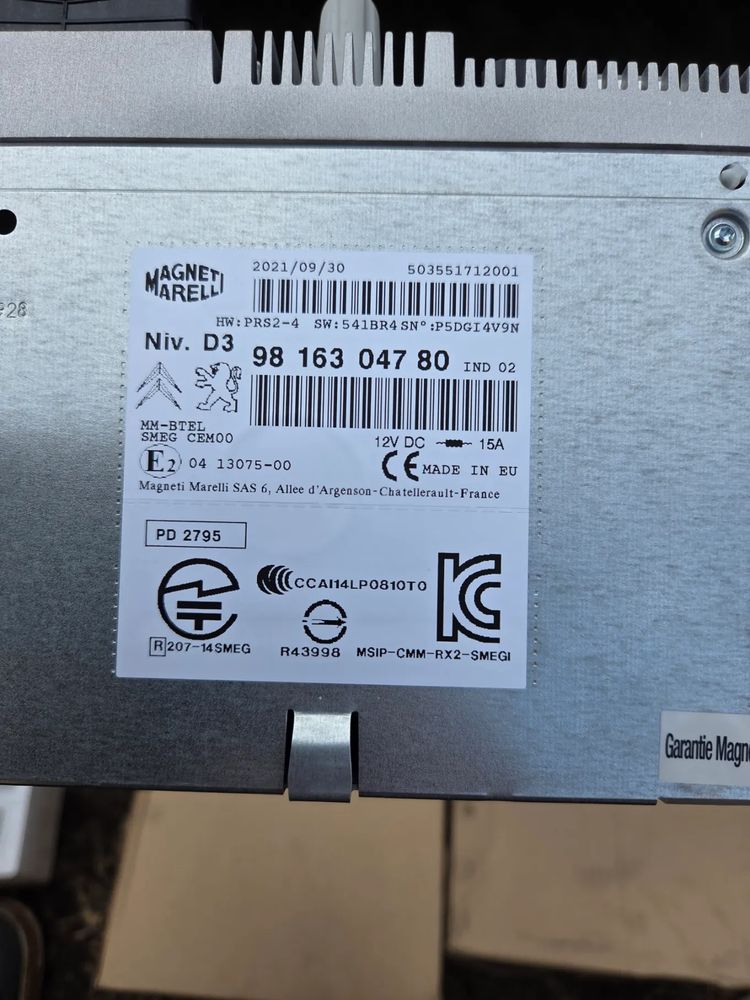 MAGNETI
MARELLI
2021/09/30 503551712001
HW:PRS2-4 SW:541BR4 SN°:P5DGI4V9N
Niv. D3
98 163 047 80 IND 02
MM-BTEL
SMEG CEM00
12V DC 15A
E2 04 13075-00
CE MADE IN EU
Magneti Marelli SAS 6, Allee d'Argenson-Chatellerault-France
PD 2795
CCAI14LP0810T0
R 207-14SMEG
R43998
MSIP-CMM-RX2-SMEGI
Garantie